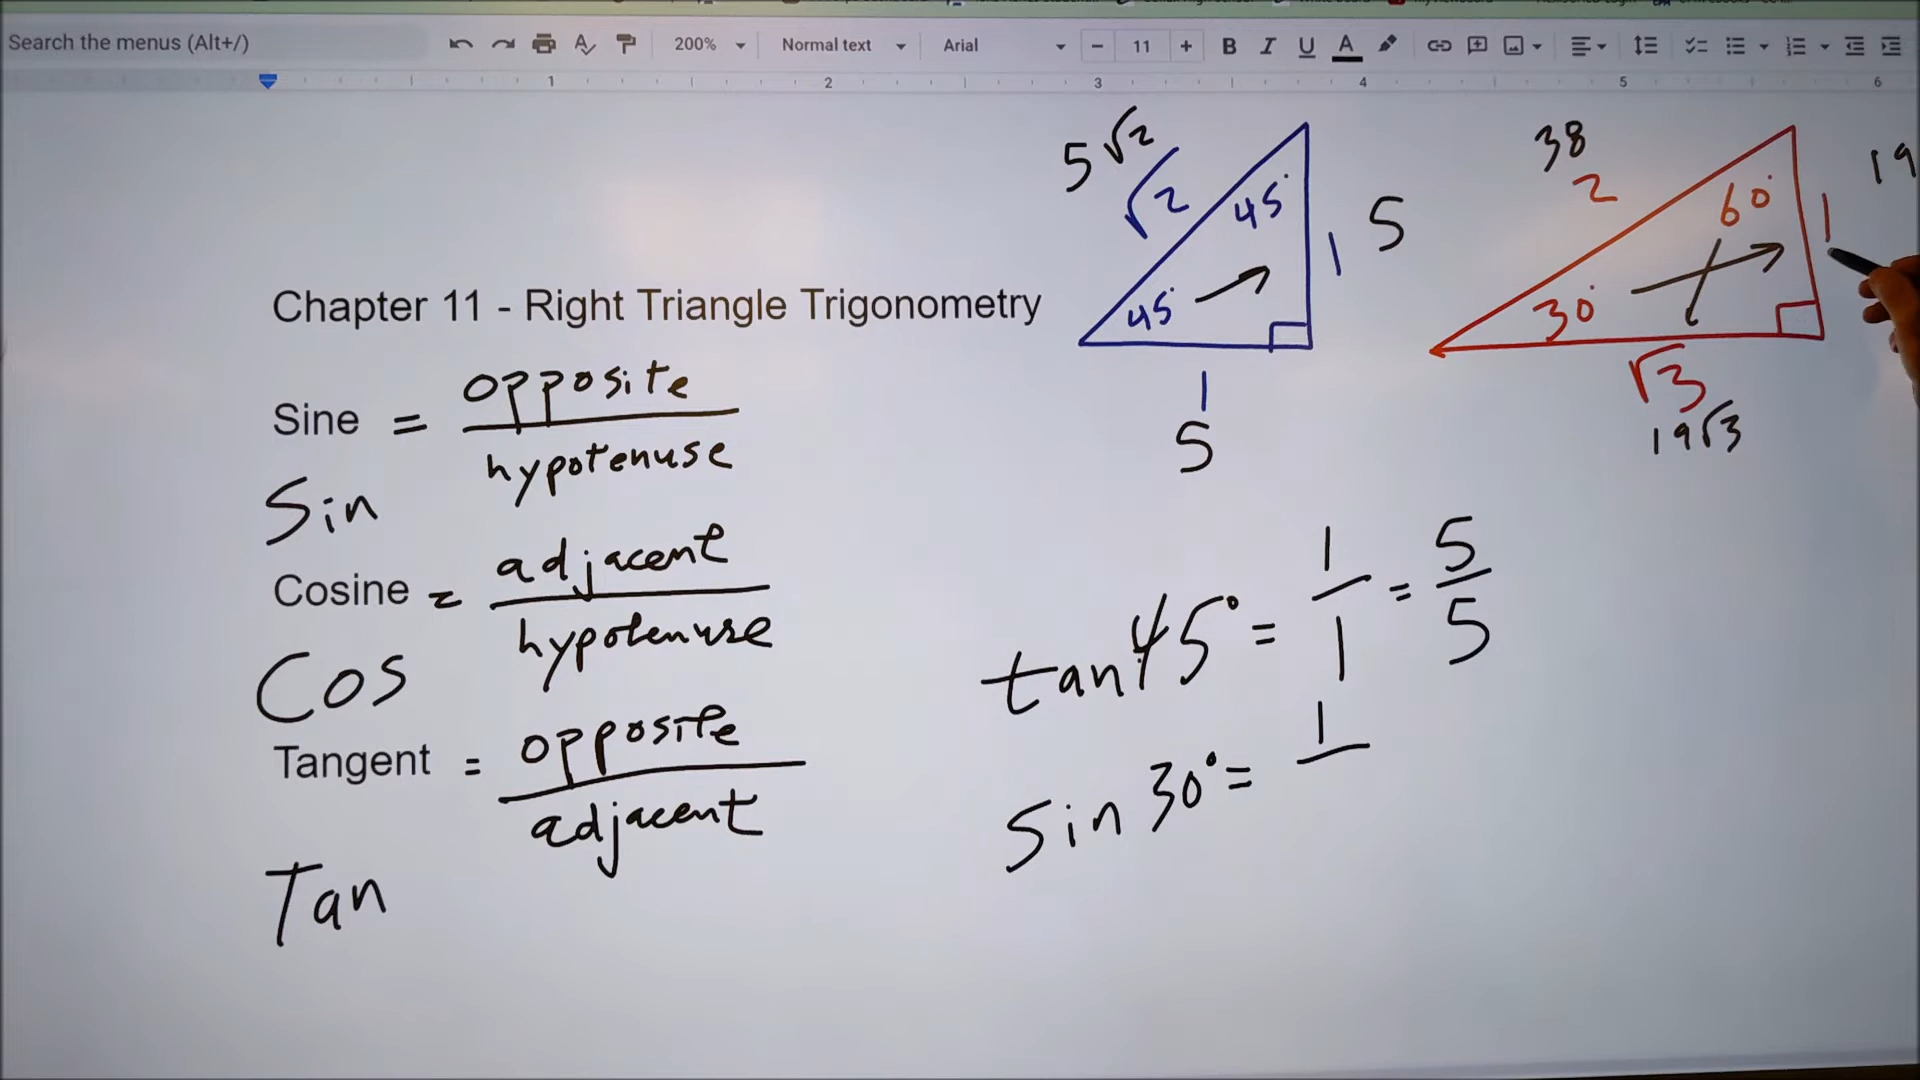 Search the menus (Alt+/)
200%
Normal text
Arial
- 11 +
B I U A
1 2 3 4 5 6
5√2
√2
45°
45°
1 5
1
5
38
2
60°
30°
1
19
√3
19√3
Chapter 11 - Right Triangle Trigonometry
Sine = opposite
hypotenuse
Sin
Cosine = adjacent
hypotenuse
Cos
Tangent = opposite
adjacent
Tan
tan 45° = 1/1 = 5/5
Sin 30° = 1/